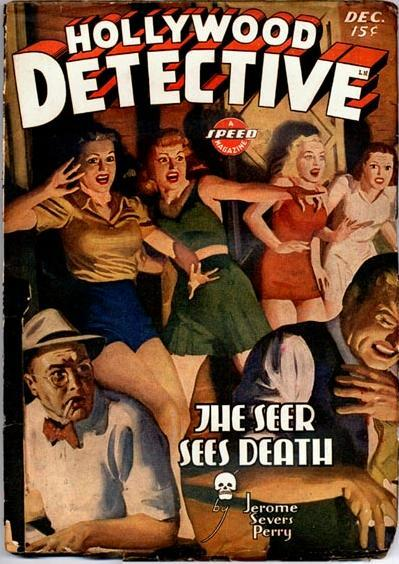 HOLLYWOOD
DETECTIVE
DEC.
15¢
A
SPEED
MAGAZINE
THE SEER
SEES DEATH
by Jerome
Severs
Perry